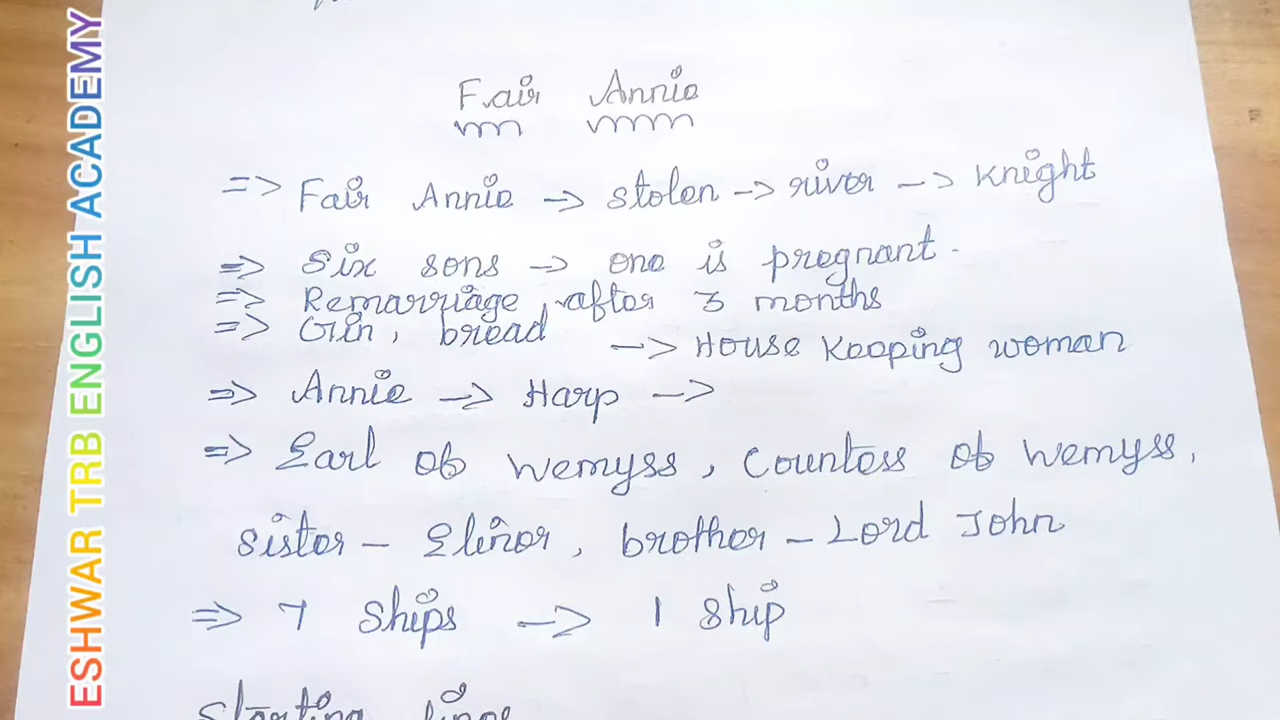 ESHWAR TRB ENGLISH ACADEMY
Fair Annie
=> Fair Annie -> stolen -> river -> Knight
=> Six sons -> one is pregnant.
=> Remarriage, after 3 months
=> Gin, bread -> House Keeping woman
=> Annie -> Harp ->
=> Earl of Wemyss, Countess of Wemyss,
Sister - Elinor, brother - Lord John
=> 7 Ships -> 1 Ship
Starting lines